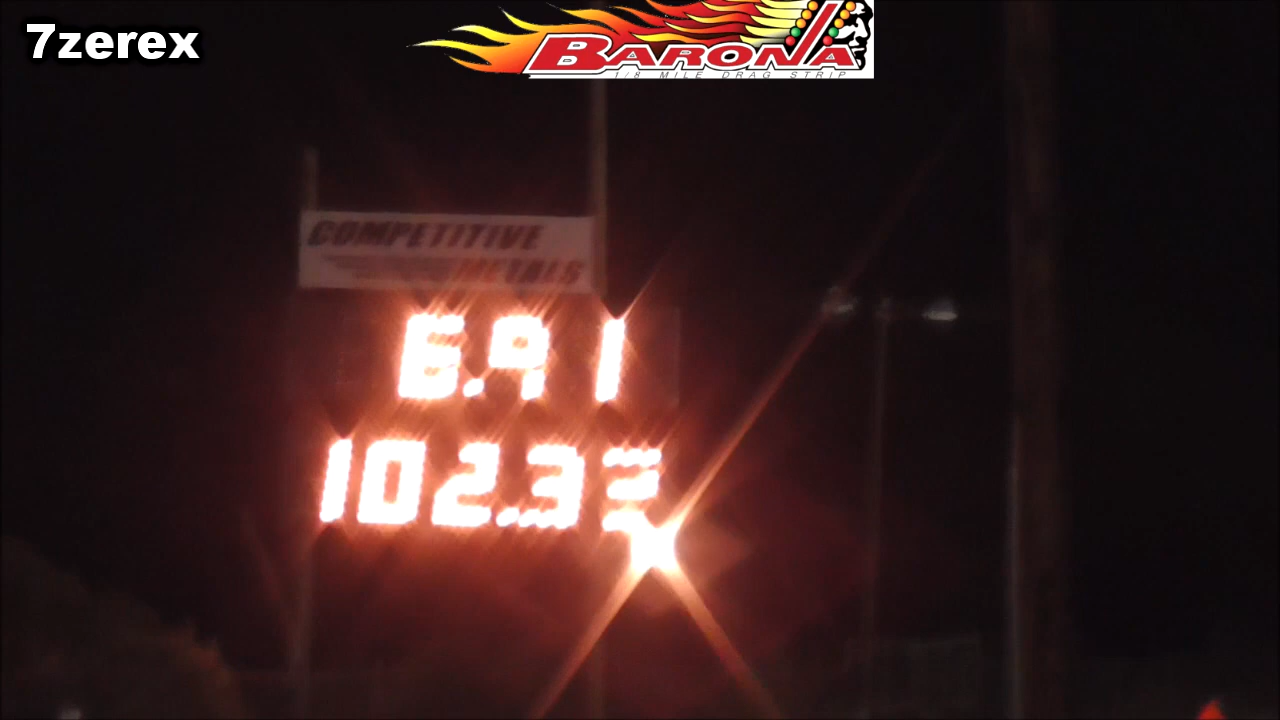 7zerex
BARONA
1/8 MILE DRAG STRIP
COMPETITIVE
METALS
6.91
102.32